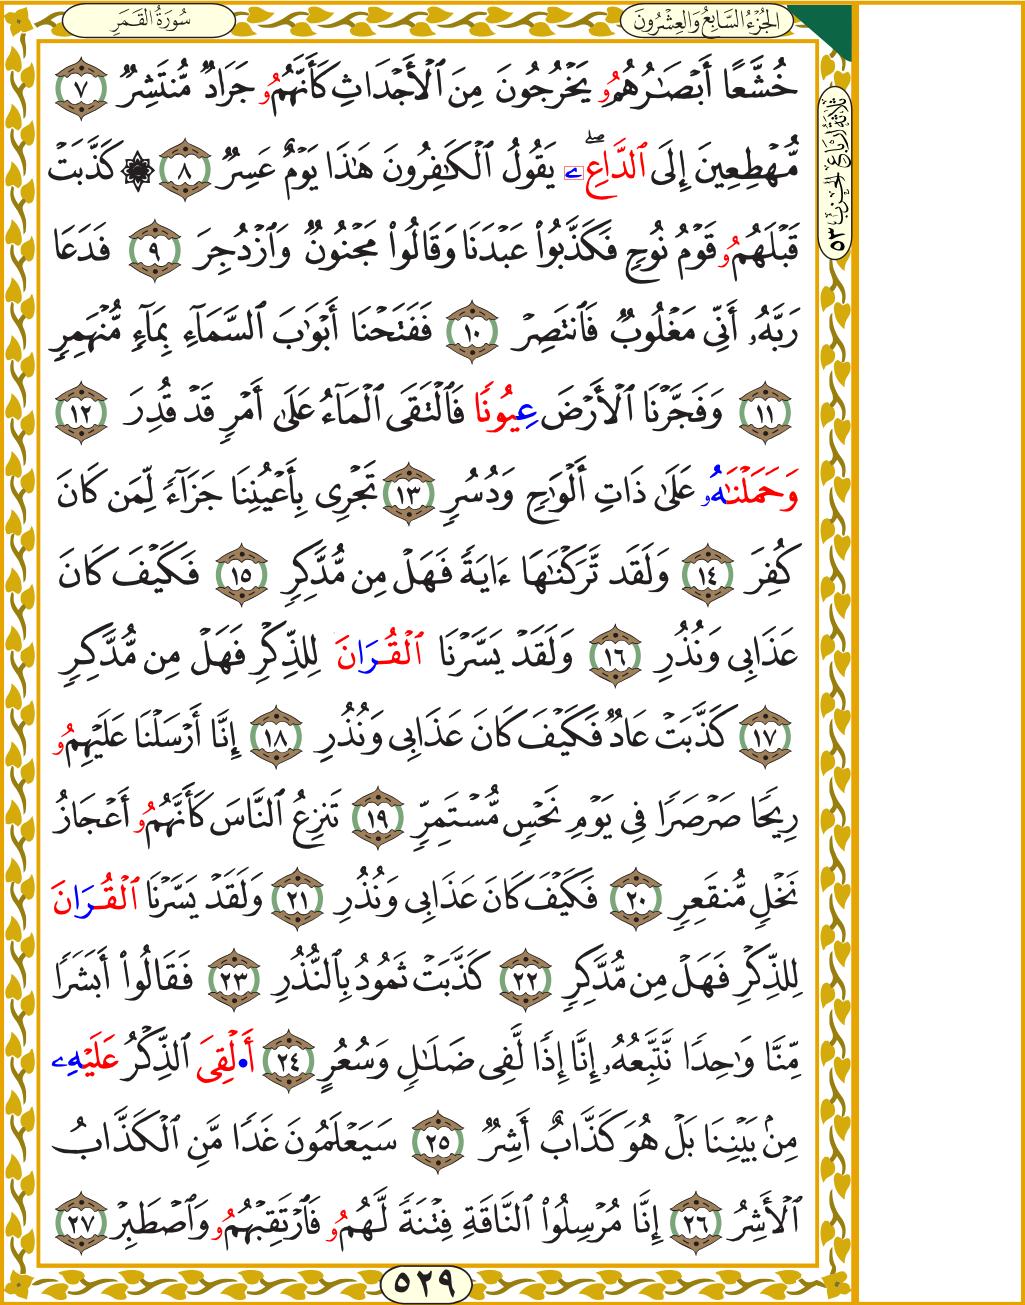 الجُزْءُ السَّابِعُ وَالعِشْرُونَ
سُورَةُ القَمَرِ
خُشَّعًا أَبْصَٰرُهُمُۥ يَخْرُجُونَ مِنَ ٱلْأَجْدَاثِ كَأَنَّهُمُۥ جَرَادٌ مُّنتَشِرٌ ٧
مُّهْطِعِينَ إِلَى ٱلدَّاعِۦ يَقُولُ ٱلْكَٰفِرُونَ هَٰذَا يَوْمٌ عَسِرٌ ٨ ۞ كَذَّبَتْ
قَبْلَهُمُۥ قَوْمُ نُوحٍ فَكَذَّبُواْ عَبْدَنَا وَقَالُواْ مَجْنُونٌ وَٱزْدُجِرَ ٩ فَدَعَا
رَبَّهُۥ أَنِّي مَغْلُوبٌ فَٱنتَصِرْ ١٠ فَفَتَحْنَا أَبْوَٰبَ ٱلسَّمَآءِ بِمَآءٍ مُّنْهَمِرٍ
١١ وَفَجَّرْنَا ٱلْأَرْضَ عِيُونًا فَٱلْتَقَى ٱلْمَآءُ عَلَىٰ أَمْرٍ قَدْ قُدِرَ ١٢
وَحَمَلْنَٰهُۥ عَلَىٰ ذَاتِ أَلْوَٰحٍ وَدُسُرٍ ١٣ تَجْرِى بِأَعْيُنِنَا جَزَآءً لِّمَن كَانَ
كُفِرَ ١٤ وَلَقَد تَّرَكْنَٰهَا ءَايَةً فَهَلْ مِن مُّدَّكِرٍ ١٥ فَكَيْفَ كَانَ
عَذَابِى وَنُذُرِ ١٦ وَلَقَدْ يَسَّرْنَا ٱلْقُرَانَ لِلذِّكْرِ فَهَلْ مِن مُّدَّكِرٍ
١٧ كَذَّبَتْ عَادٌ فَكَيْفَ كَانَ عَذَابِى وَنُذُرِ ١٨ إِنَّا أَرْسَلْنَا عَلَيْهِمُۥ
رِيحًا صَرْصَرًا فِى يَوْمِ نَحْسٍ مُّسْتَمِرٍّ ١٩ تَنزِعُ ٱلنَّاسَ كَأَنَّهُمُۥ أَعْجَازُ
نَخْلٍ مُّنقَعِرٍ ٢٠ فَكَيْفَ كَانَ عَذَابِى وَنُذُرِ ٢١ وَلَقَدْ يَسَّرْنَا ٱلْقُرَانَ
لِلذِّكْرِ فَهَلْ مِن مُّدَّكِرٍ ٢٢ كَذَّبَتْ ثَمُودُ بِٱلنُّذُرِ ٢٣ فَقَالُواْ أَبَشَرًا
مِّنَّا وَٰحِدًا نَّتَّبِعُهُۥ إِنَّا إِذًا لَّفِى ضَلَٰلٍ وَسُعُرٍ ٢٤ أَ•لْقِىَ ٱلذِّكْرُ عَلَيْهِۦ
مِنۢ بَيْنِنَا بَلْ هُوَ كَذَّابٌ أَشِرٌ ٢٥ سَيَعْلَمُونَ غَدًا مَّنِ ٱلْكَذَّابُ
ٱلْأَشِرُ ٢٦ إِنَّا مُرْسِلُواْ ٱلنَّاقَةِ فِتْنَةً لَّهُمُۥ فَٱرْتَقِبْهُمُۥ وَٱصْطَبِرْ ٢٧
ثلاثة أرباع الحزب ٥٣
٥٢٩